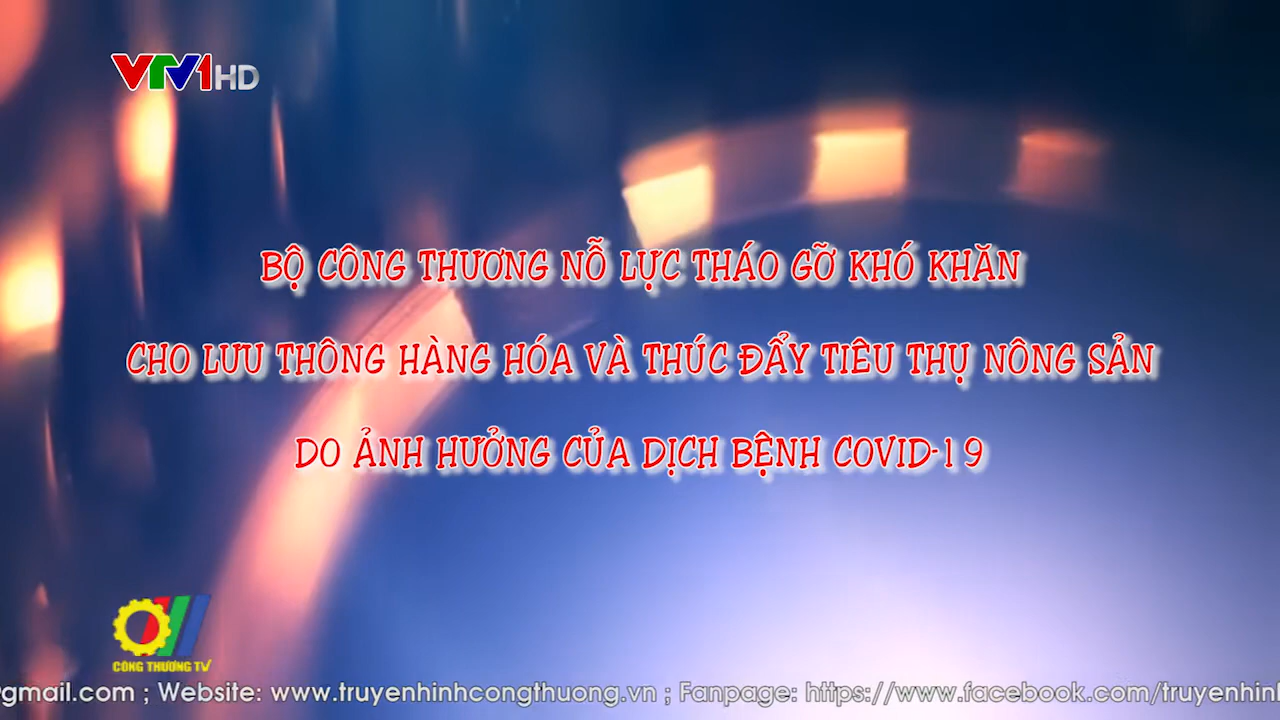 VTV1HD
BỘ CÔNG THƯƠNG NỖ LỰC THÁO GỠ KHÓ KHĂN
CHO LƯU THÔNG HÀNG HÓA VÀ THÚC ĐẨY TIÊU THỤ NÔNG SẢN
DO ẢNH HƯỞNG CỦA DỊCH BỆNH COVID-19
CÔNG THƯƠNG TV
@gmail.com ; Website: www.truyenhinhcongthuong.vn ; Fanpage: https://www.facebook.com/truyenhinh